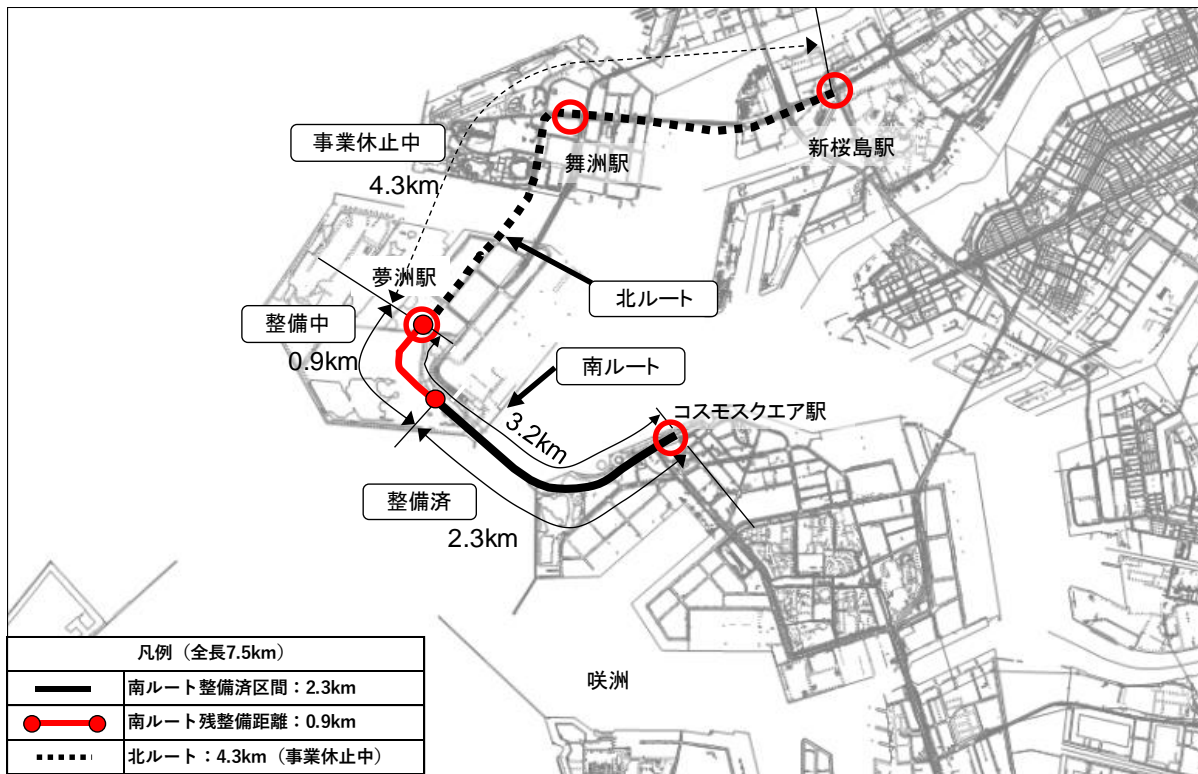 事業休止中
4.3km
舞洲駅
新桜島駅
夢洲駅
北ルート
整備中
0.9km
南ルート
3.2km
コスモスクエア駅
整備済
2.3km
咲洲
凡例（全長7.5km）
南ルート整備済区間：2.3km
南ルート残整備距離：0.9km
北ルート：4.3km（事業休止中）